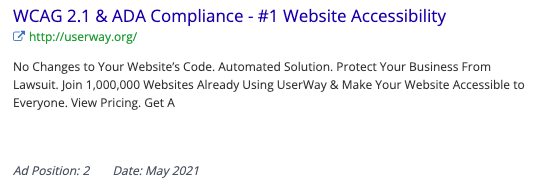 WCAG 2.1 & ADA Compliance - #1 Website Accessibility
http://userway.org/
No Changes to Your Website’s Code. Automated Solution. Protect Your Business From
Lawsuit. Join 1,000,000 Websites Already Using UserWay & Make Your Website Accessible to
Everyone. View Pricing. Get A
Ad Position: 2 Date: May 2021